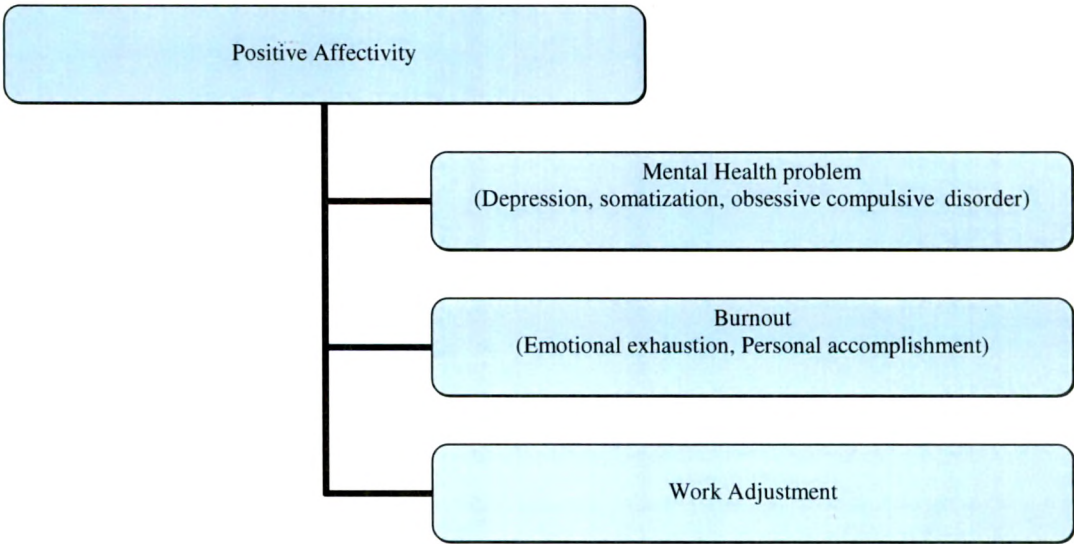 Positive Affectivity
Mental Health problem
(Depression, somatization, obsessive compulsive disorder)
Burnout
(Emotional exhaustion, Personal accomplishment)
Work Adjustment